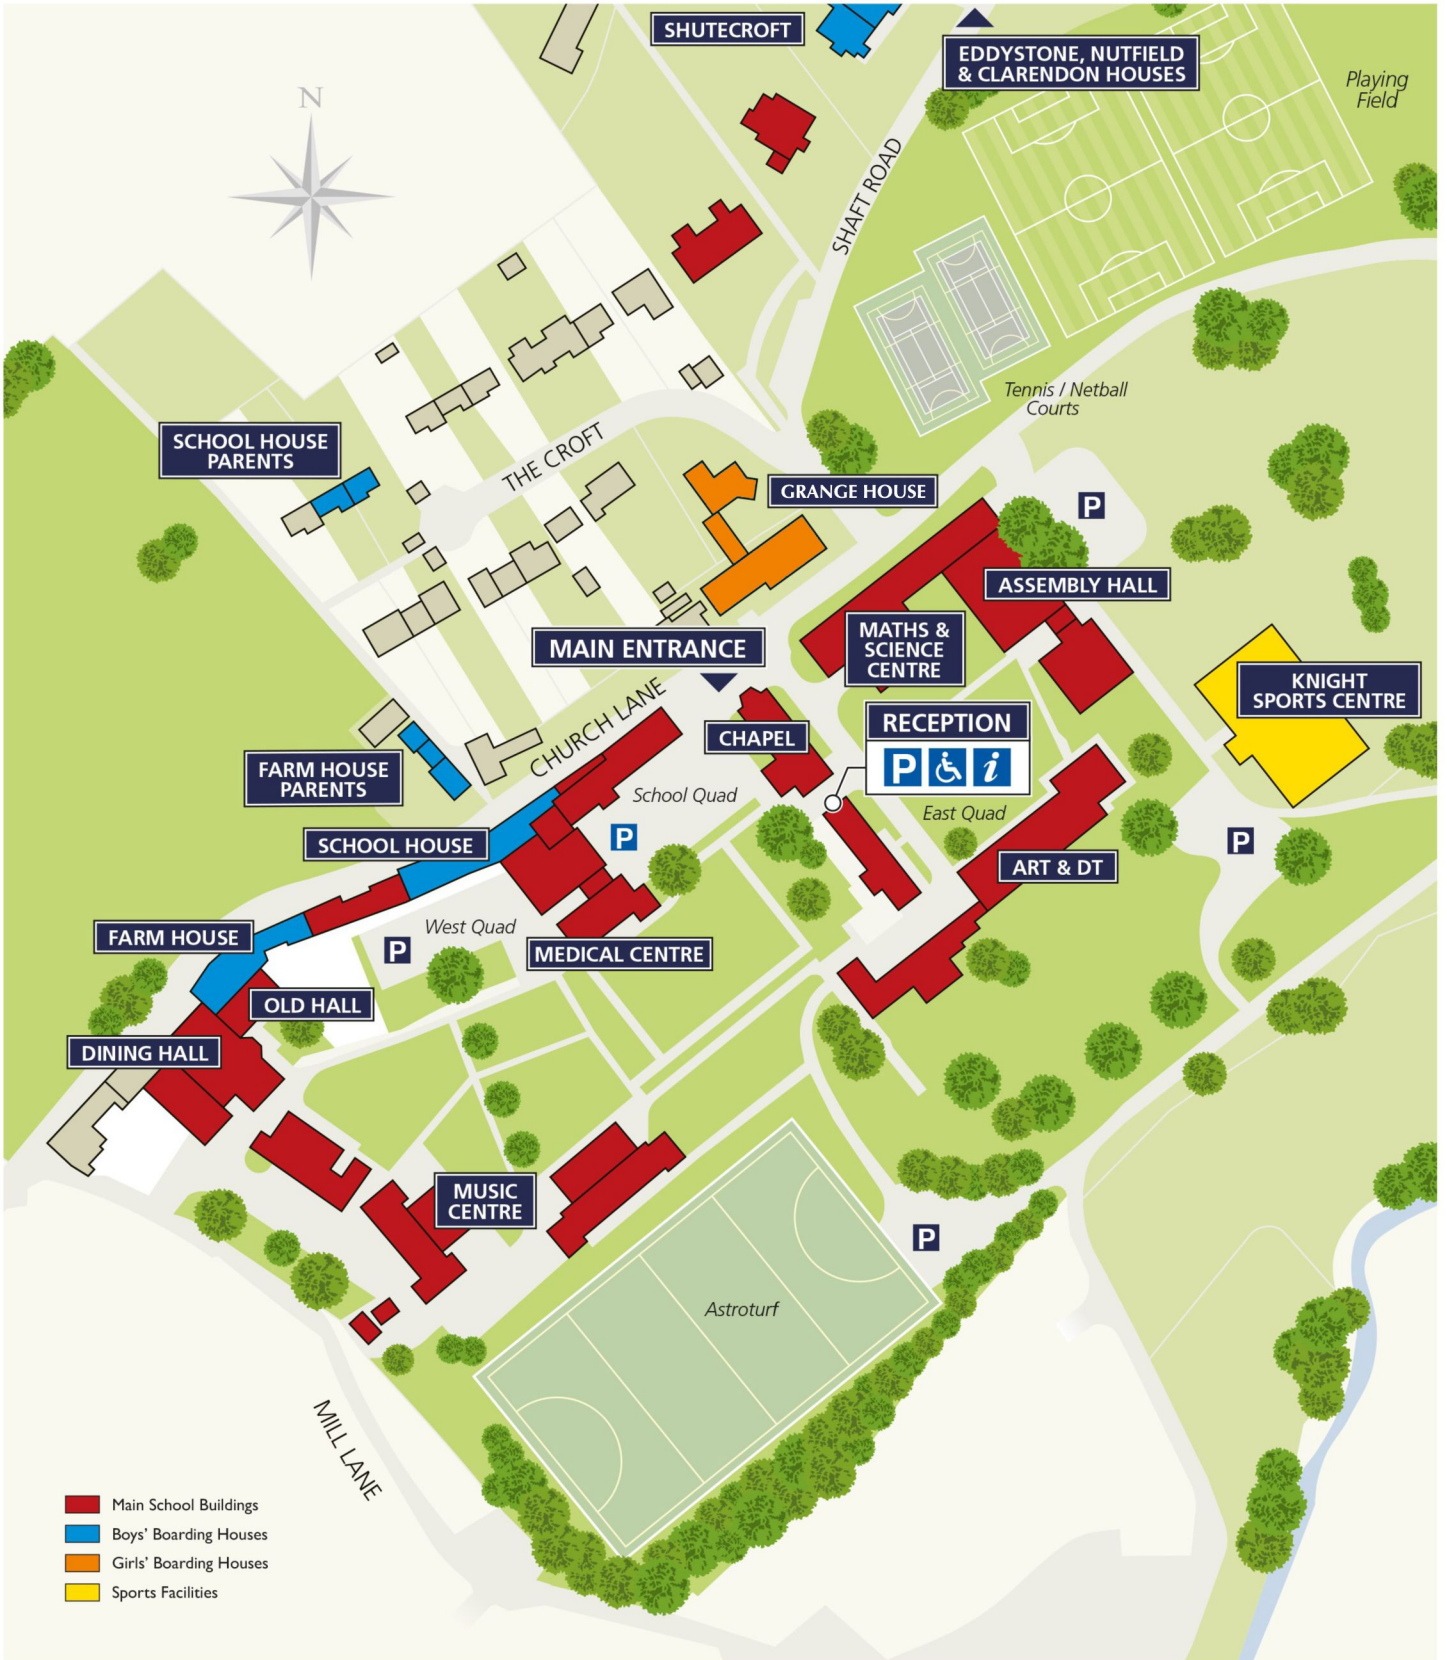 SHUTECROFT
EDDYSTONE, NUTFIELD
& CLARENDON HOUSES
Playing
Field
N
SHAFT ROAD
Tennis / Netball
Courts
SCHOOL HOUSE
PARENTS
THE CROFT
GRANGE HOUSE
P
ASSEMBLY HALL
MAIN ENTRANCE
MATHS &
SCIENCE
CENTRE
KNIGHT
SPORTS CENTRE
CHURCH LANE
CHAPEL
RECEPTION
P i
FARM HOUSE
PARENTS
School Quad
East Quad
SCHOOL HOUSE
P
P
ART & DT
FARM HOUSE
West Quad
P
MEDICAL CENTRE
OLD HALL
DINING HALL
MUSIC
CENTRE
P
Astroturf
MILL LANE
Main School Buildings
Boys' Boarding Houses
Girls' Boarding Houses
Sports Facilities